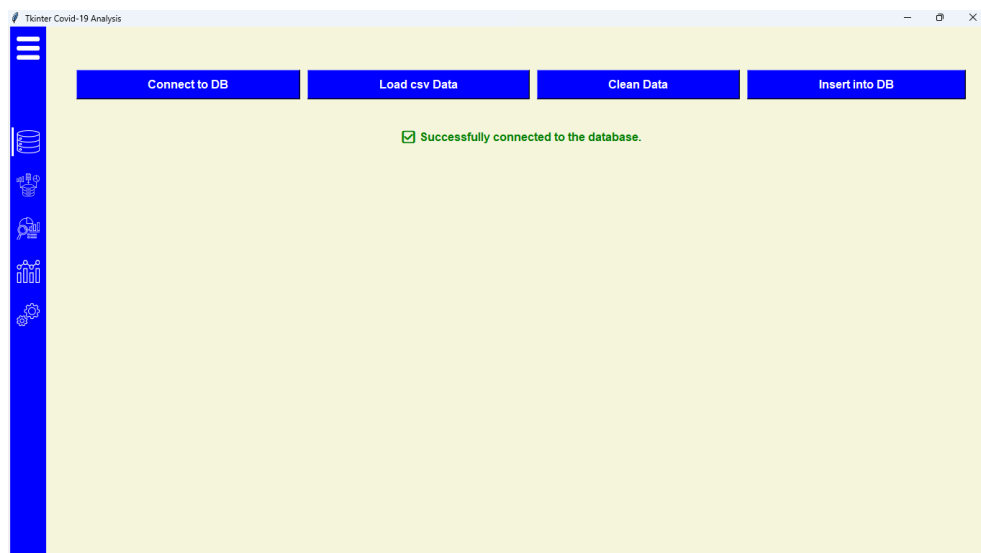 Tkinter Covid-19 Analysis
Connect to DB Load csv Data Clean Data Insert into DB
Successfully connected to the database.